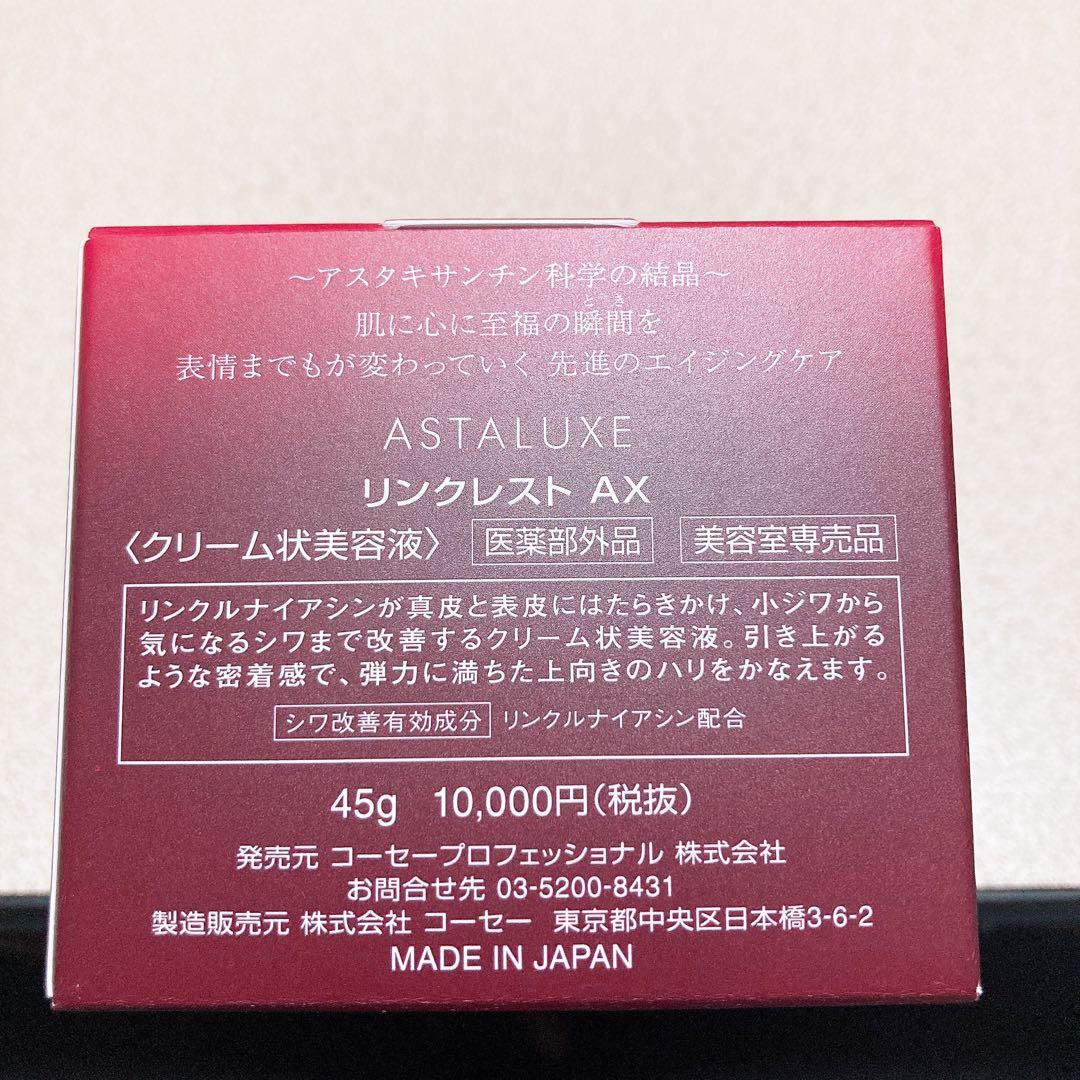 ～アスタキサンチン科学の結晶～
とき
肌に心に至福の瞬間を
表情までもが変わっていく 先進のエイジングケア
ASTALUXE
リンクレスト AX
〈クリーム状美容液〉 医薬部外品 美容室専売品
リンクルナイアシンが真皮と表皮にはたらきかけ、小ジワから
気になるシワまで改善するクリーム状美容液。引き上がる
ような密着感で、弾力に満ちた上向きのハリをかなえます。
シワ改善有効成分 リンクルナイアシン配合
45g 10,000円(税抜)
発売元 コーセープロフェッショナル 株式会社
お問合せ先 03-5200-8431
製造販売元 株式会社 コーセー 東京都中央区日本橋3-6-2
MADE IN JAPAN